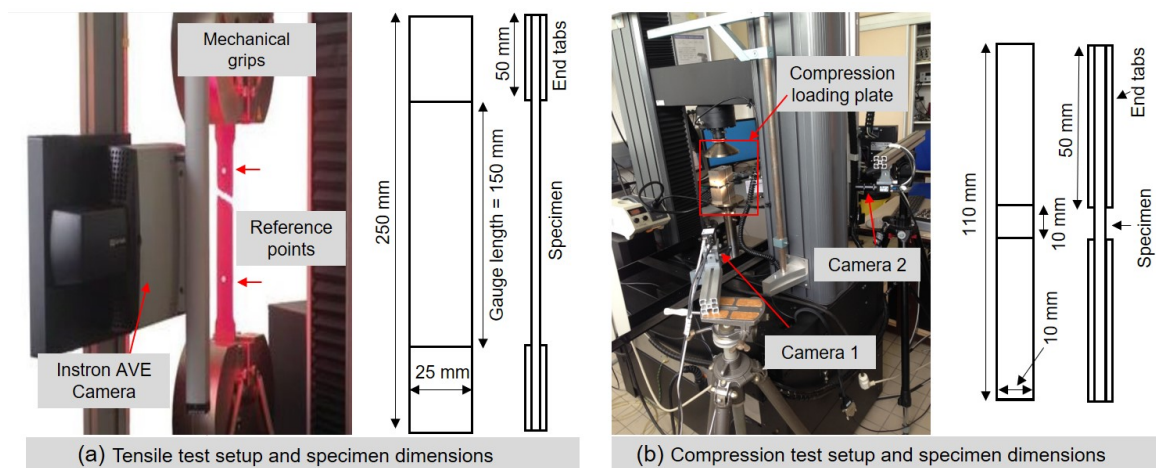 Mechanical
grips
Reference
points
Instron AVE
Camera
250 mm
50 mm
End tabs
Gauge length = 150 mm
Specimen
25 mm
(a) Tensile test setup and specimen dimensions
Compression
loading plate
Camera 2
Camera 1
110 mm
50 mm
10 mm
10 mm
End tabs
Specimen
(b) Compression test setup and specimen dimensions